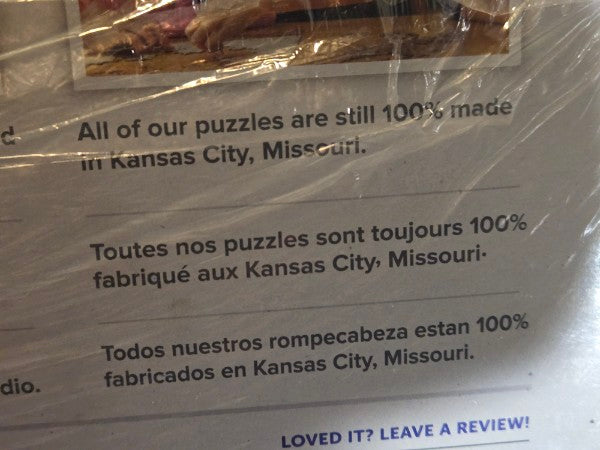 d
All of our puzzles are still 100% made
in Kansas City, Missouri.
Toutes nos puzzles sont toujours 100%
fabriqué aux Kansas City, Missouri.
Todos nuestros rompecabeza estan 100%
fabricados en Kansas City, Missouri.
dio.
LOVED IT? LEAVE A REVIEW!